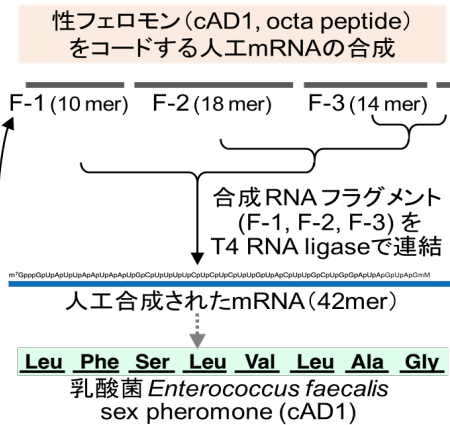 性フェロモン（cAD1, octa peptide）
をコードする人工mRNAの合成
F-1 (10 mer) F-2 (18 mer) F-3 (14 mer)
合成RNAフラグメント
(F-1, F-2, F-3) を
T4 RNA ligaseで連結
人工合成されたmRNA（42mer）
Leu Phe Ser Leu Val Leu Ala Gly
乳酸菌 Enterococcus faecalis
sex pheromone (cAD1)